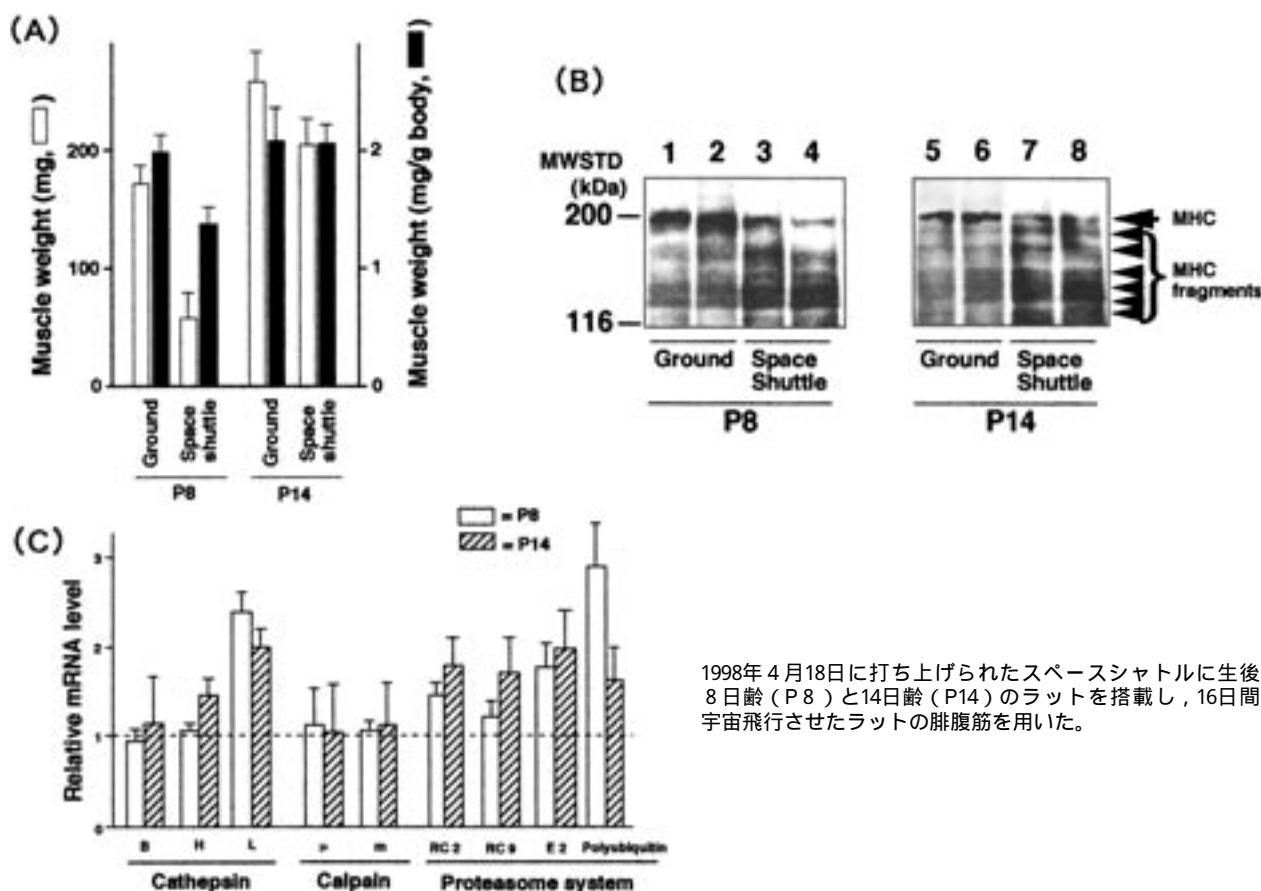 (A)
Muscle weight (mg, )
200
100
0
Muscle weight (mg/g body, )
2
1
0
Ground
Space shuttle
Ground
Space shuttle
P8
P14
(B)
MWSTD
(kDa)
200
116
1 2 3 4
5 6 7 8
MHC
MHC
fragments
Ground
Space
Shuttle
Ground
Space
Shuttle
P8
P14
(C)
= P8
= P14
Relative mRNA level
3
2
1
0
B H L
m
RC2 RC9 E2 Polyubiquitin
Cathepsin
Calpain
Proteasome system
1998年4月18日に打ち上げられたスペースシャトルに生後
8日齢（P8）と14日齢（P14）のラットを搭載し，16日間
宇宙飛行させたラットの腓腹筋を用いた。